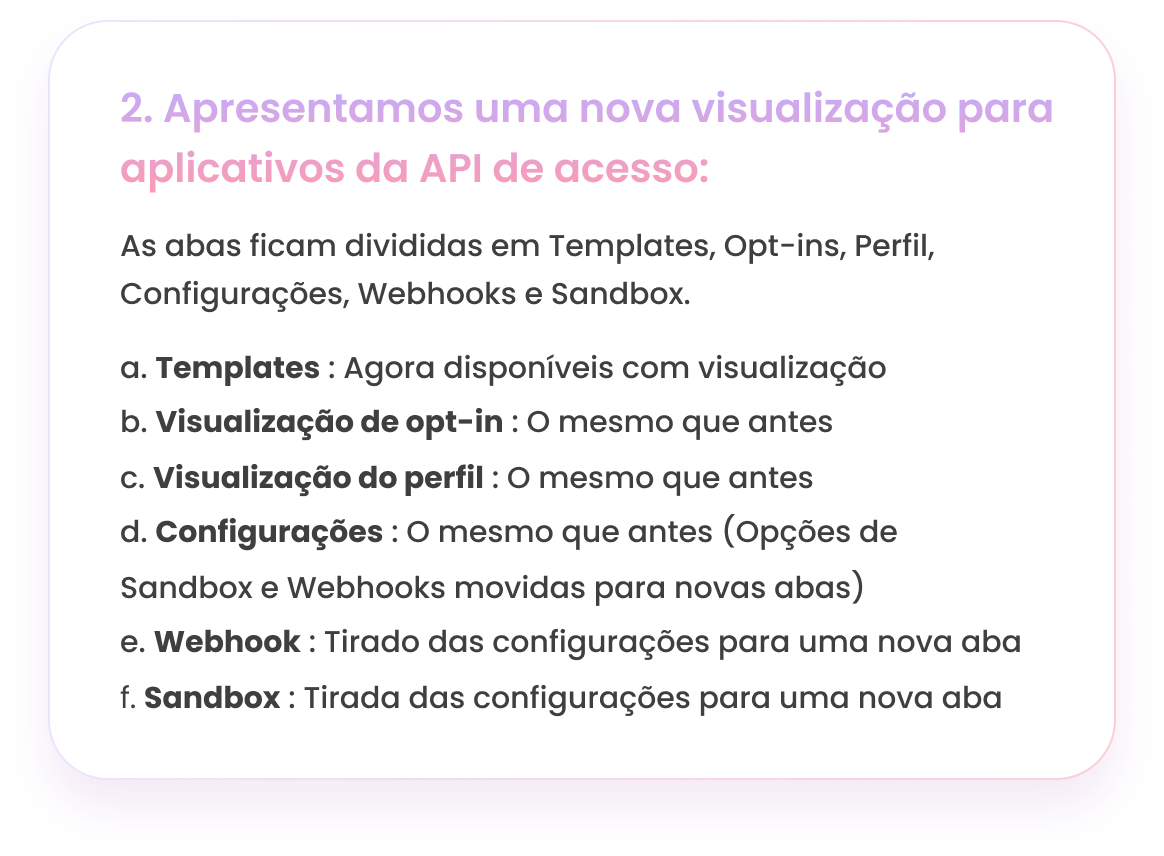 2. Apresentamos uma nova visualização para
aplicativos da API de acesso:
As abas ficam divididas em Templates, Opt-ins, Perfil,
Configurações, Webhooks e Sandbox.
a. Templates : Agora disponíveis com visualização
b. Visualização de opt-in : O mesmo que antes
c. Visualização do perfil : O mesmo que antes
d. Configurações : O mesmo que antes (Opções de
Sandbox e Webhooks movidas para novas abas)
e. Webhook : Tirado das configurações para uma nova aba
f. Sandbox : Tirada das configurações para uma nova aba